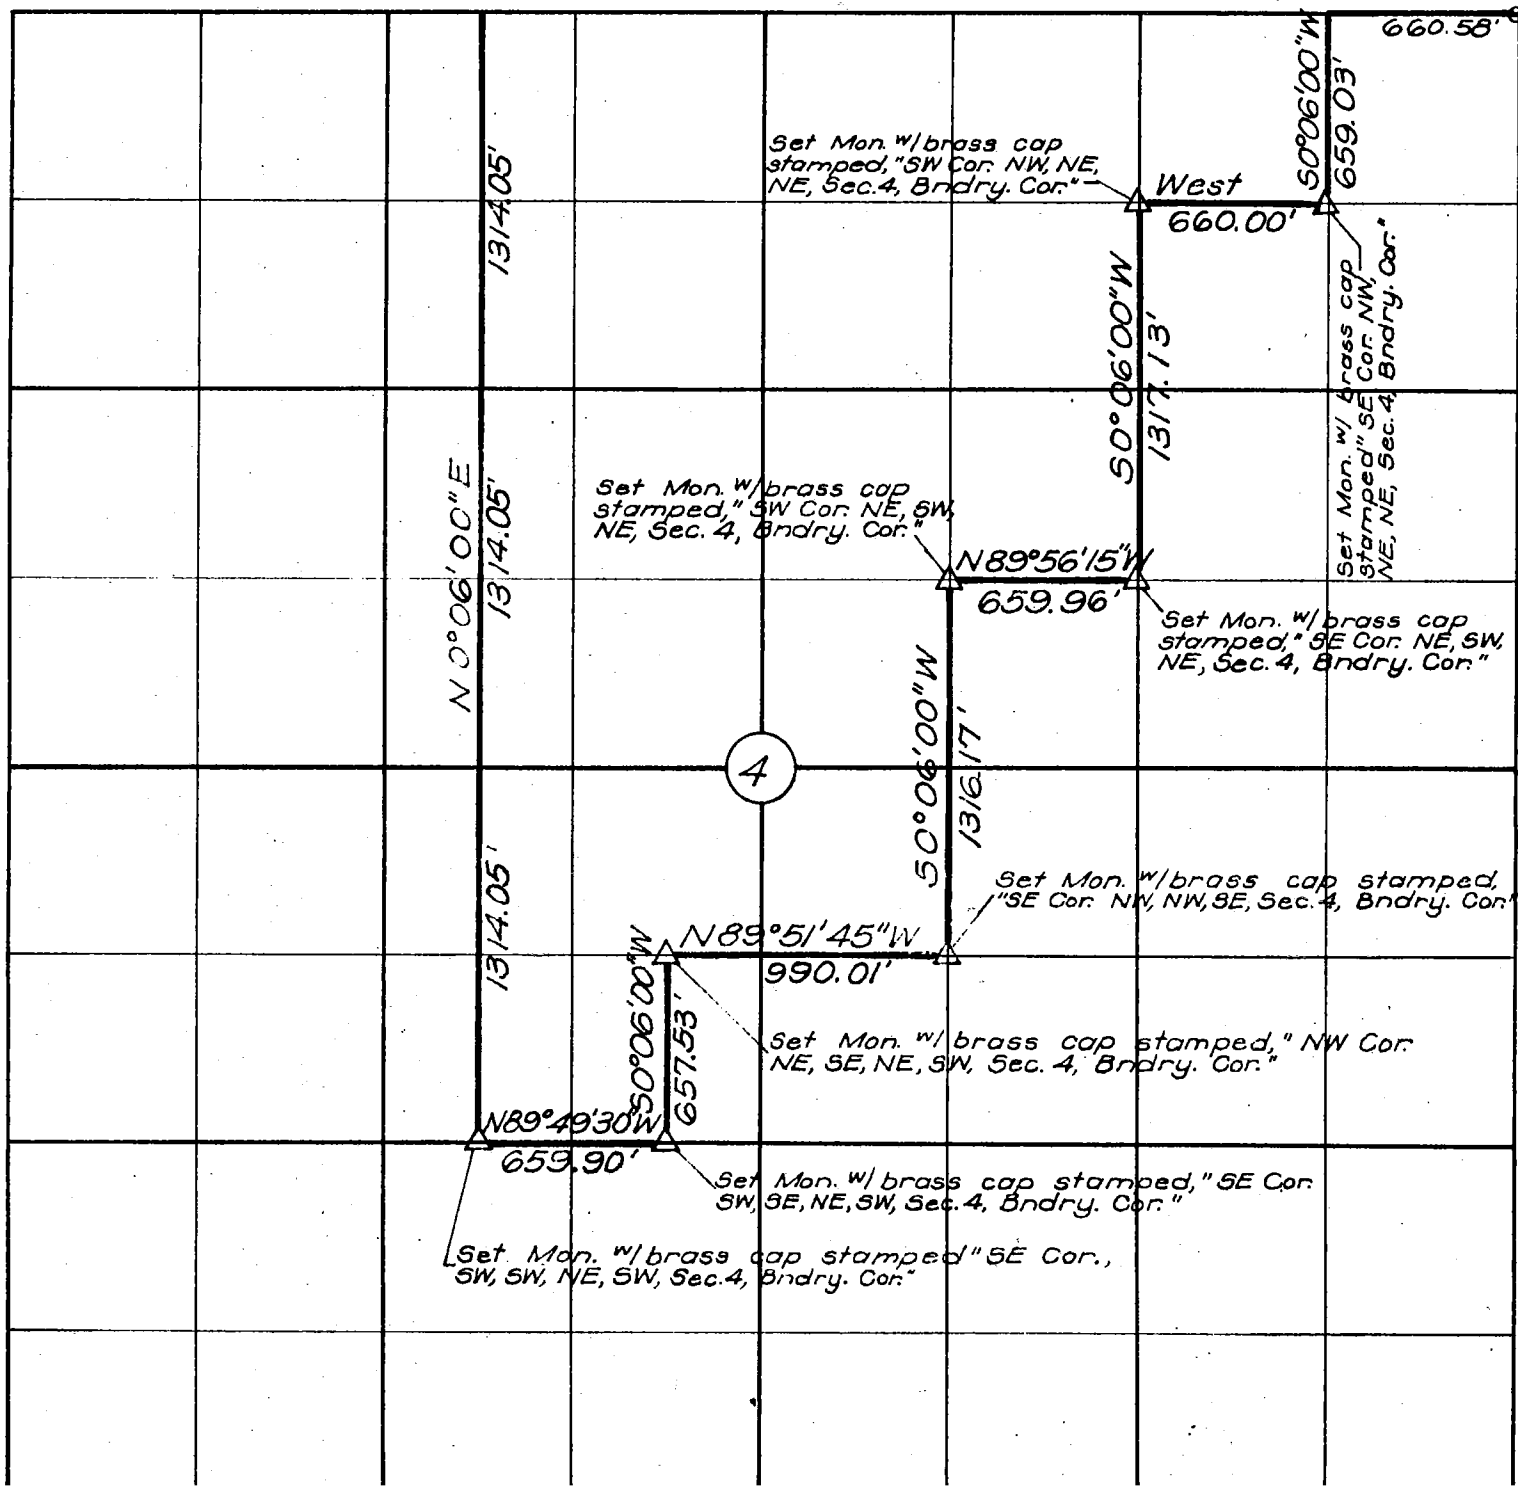 660.58'
S0°06'00"W
659.03'
Set Mon. w/ brass cap
stamped, "SW Cor. NW, NE,
NE, Sec. 4, Bndry. Cor."
West
660.00'
1314.05'
Set Mon. w/ brass cap
stamped" SE Cor. NW,
NE, NE, Sec. 4, Bndry. Cor."
S0°06'00"W
1317.13'
N 0°06'00"E
1314.05'
Set Mon. w/ brass cap
stamped," SW Cor. NE, SW,
NE, Sec. 4, Bndry. Cor."
N89°56'15"W
659.96'
Set Mon. w/ brass cap
stamped," SE Cor. NE, SW,
NE, Sec. 4, Bndry. Cor."
S0°06'00"W
1316.17'
4
1314.05'
Set Mon. w/ brass cap stamped,
"SE Cor. NW, NW, SE, Sec. 4, Bndry. Cor."
N89°51'45"W
990.01'
S0°06'00"W
657.53'
Set Mon. w/ brass cap stamped," NW Cor.
NE, SE, NE, SW, Sec. 4, Bndry. Cor."
N89°49'30"W
659.90'
Set Mon. w/ brass cap stamped," SE Cor.
SW, SE, NE, SW, Sec. 4, Bndry. Cor."
Set Mon. w/ brass cap stamped "SE Cor.,
SW, SW, NE, SW, Sec. 4, Bndry. Cor."